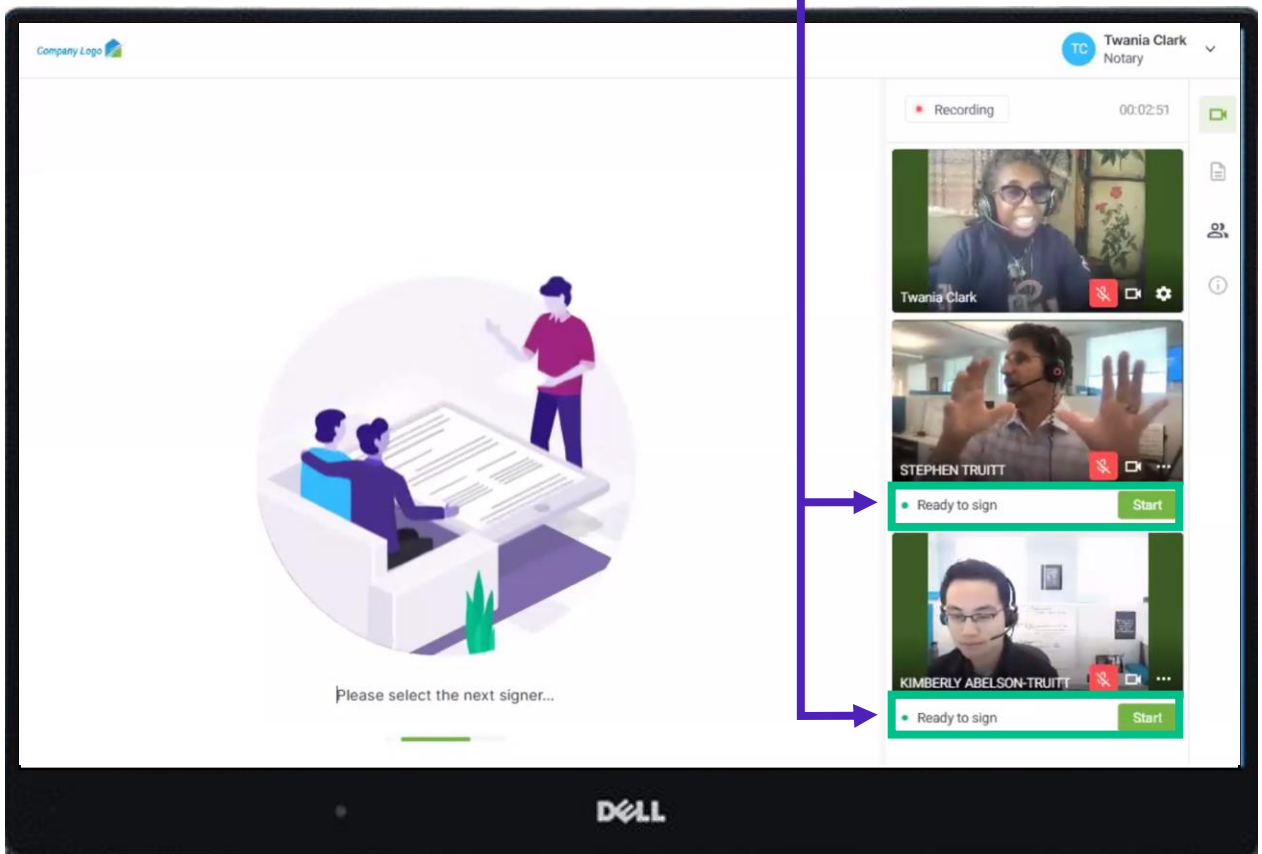 Company Logo
TC
Twania Clark
Notary
Recording
00:02:51
Twania Clark
STEPHEN TRUITT
Ready to sign
Start
KIMBERLY ABELSON-TRUITT
Ready to sign
Start
Please select the next signer...
DELL